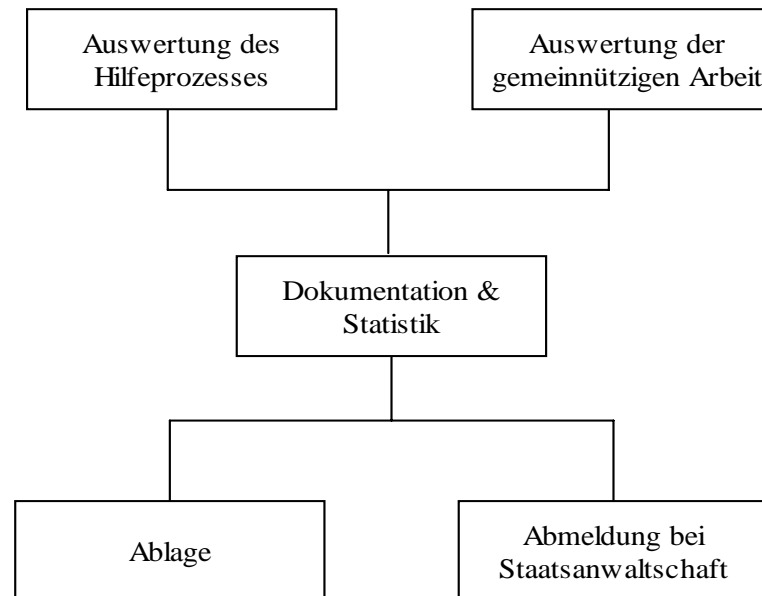 Auswertung des
Hilfeprozesses
Auswertung der
gemeinnützigen Arbeit
Dokumentation &
Statistik
Ablage
Abmeldung bei
Staatsanwaltschaft